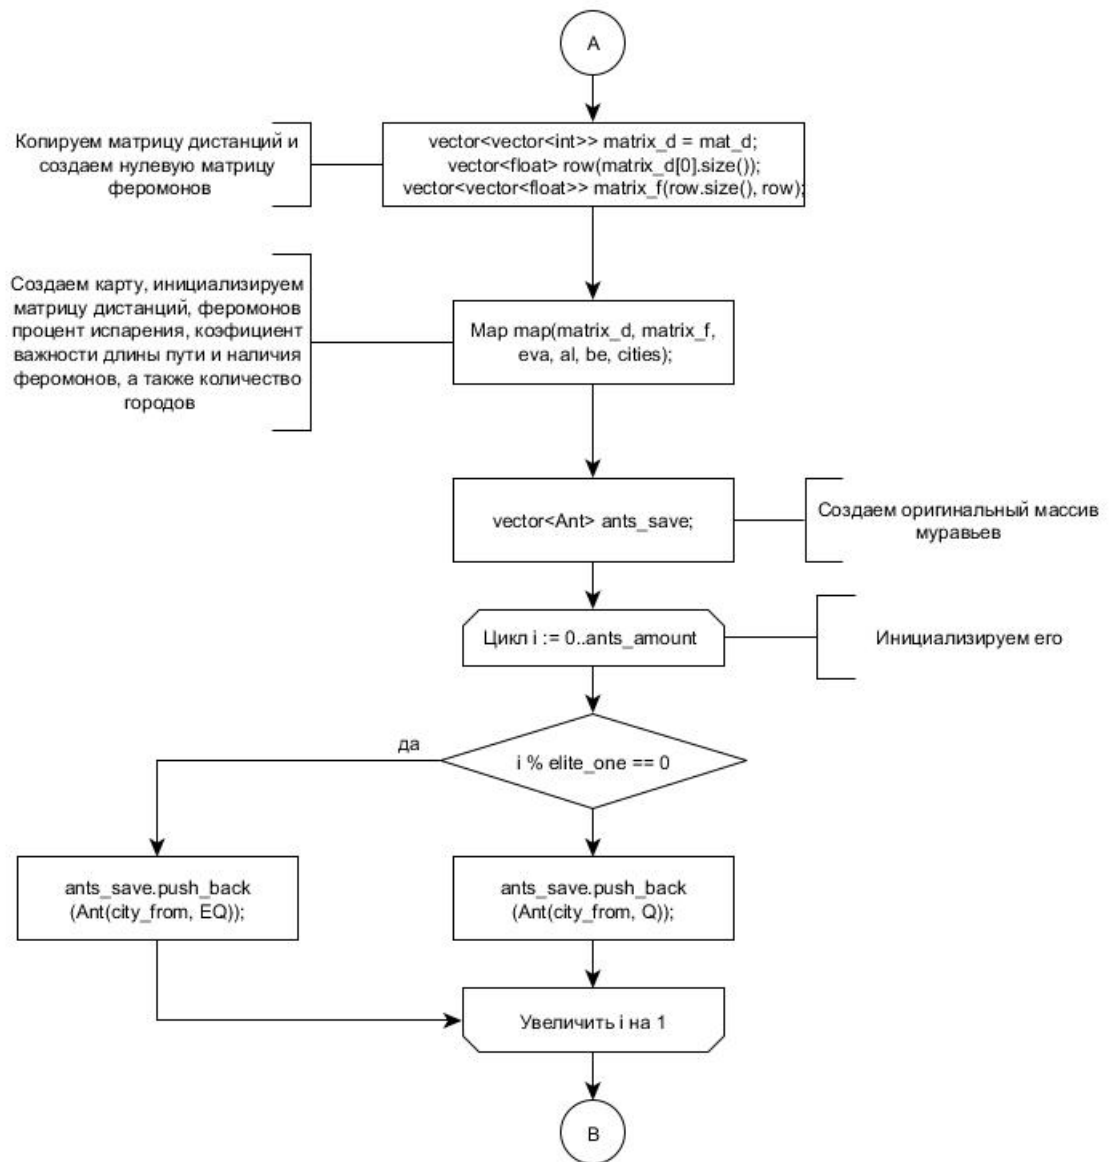 A
Копируем матрицу дистанций и
создаем нулевую матрицу
феромонов
vector<vector<int>> matrix_d = mat_d;
vector<float> row(matrix_d[0].size());
vector<vector<float>> matrix_f(row.size(), row);
Создаем карту, инициализируем
матрицу дистанций, феромонов
процент испарения, коэфициент
важности длины пути и наличия
феромонов, а также количество
городов
Map map(matrix_d, matrix_f,
eva, al, be, cities);
vector<Ant> ants_save;
Создаем оригинальный массив
муравьев
Цикл i := 0..ants_amount
Инициализируем его
да
i % elite_one == 0
ants_save.push_back
(Ant(city_from, EQ));
ants_save.push_back
(Ant(city_from, Q));
Увеличить i на 1
B